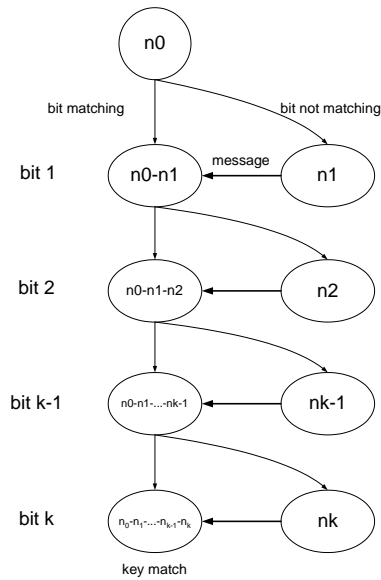 n0
bit matching
bit not matching
message
bit 1
n0-n1
n1
bit 2
n0-n1-n2
n2
bit k-1
n0-n1-...-nk-1
nk-1
bit k
n₀-n₁-...-nₖ₋₁-nₖ
nk
key match